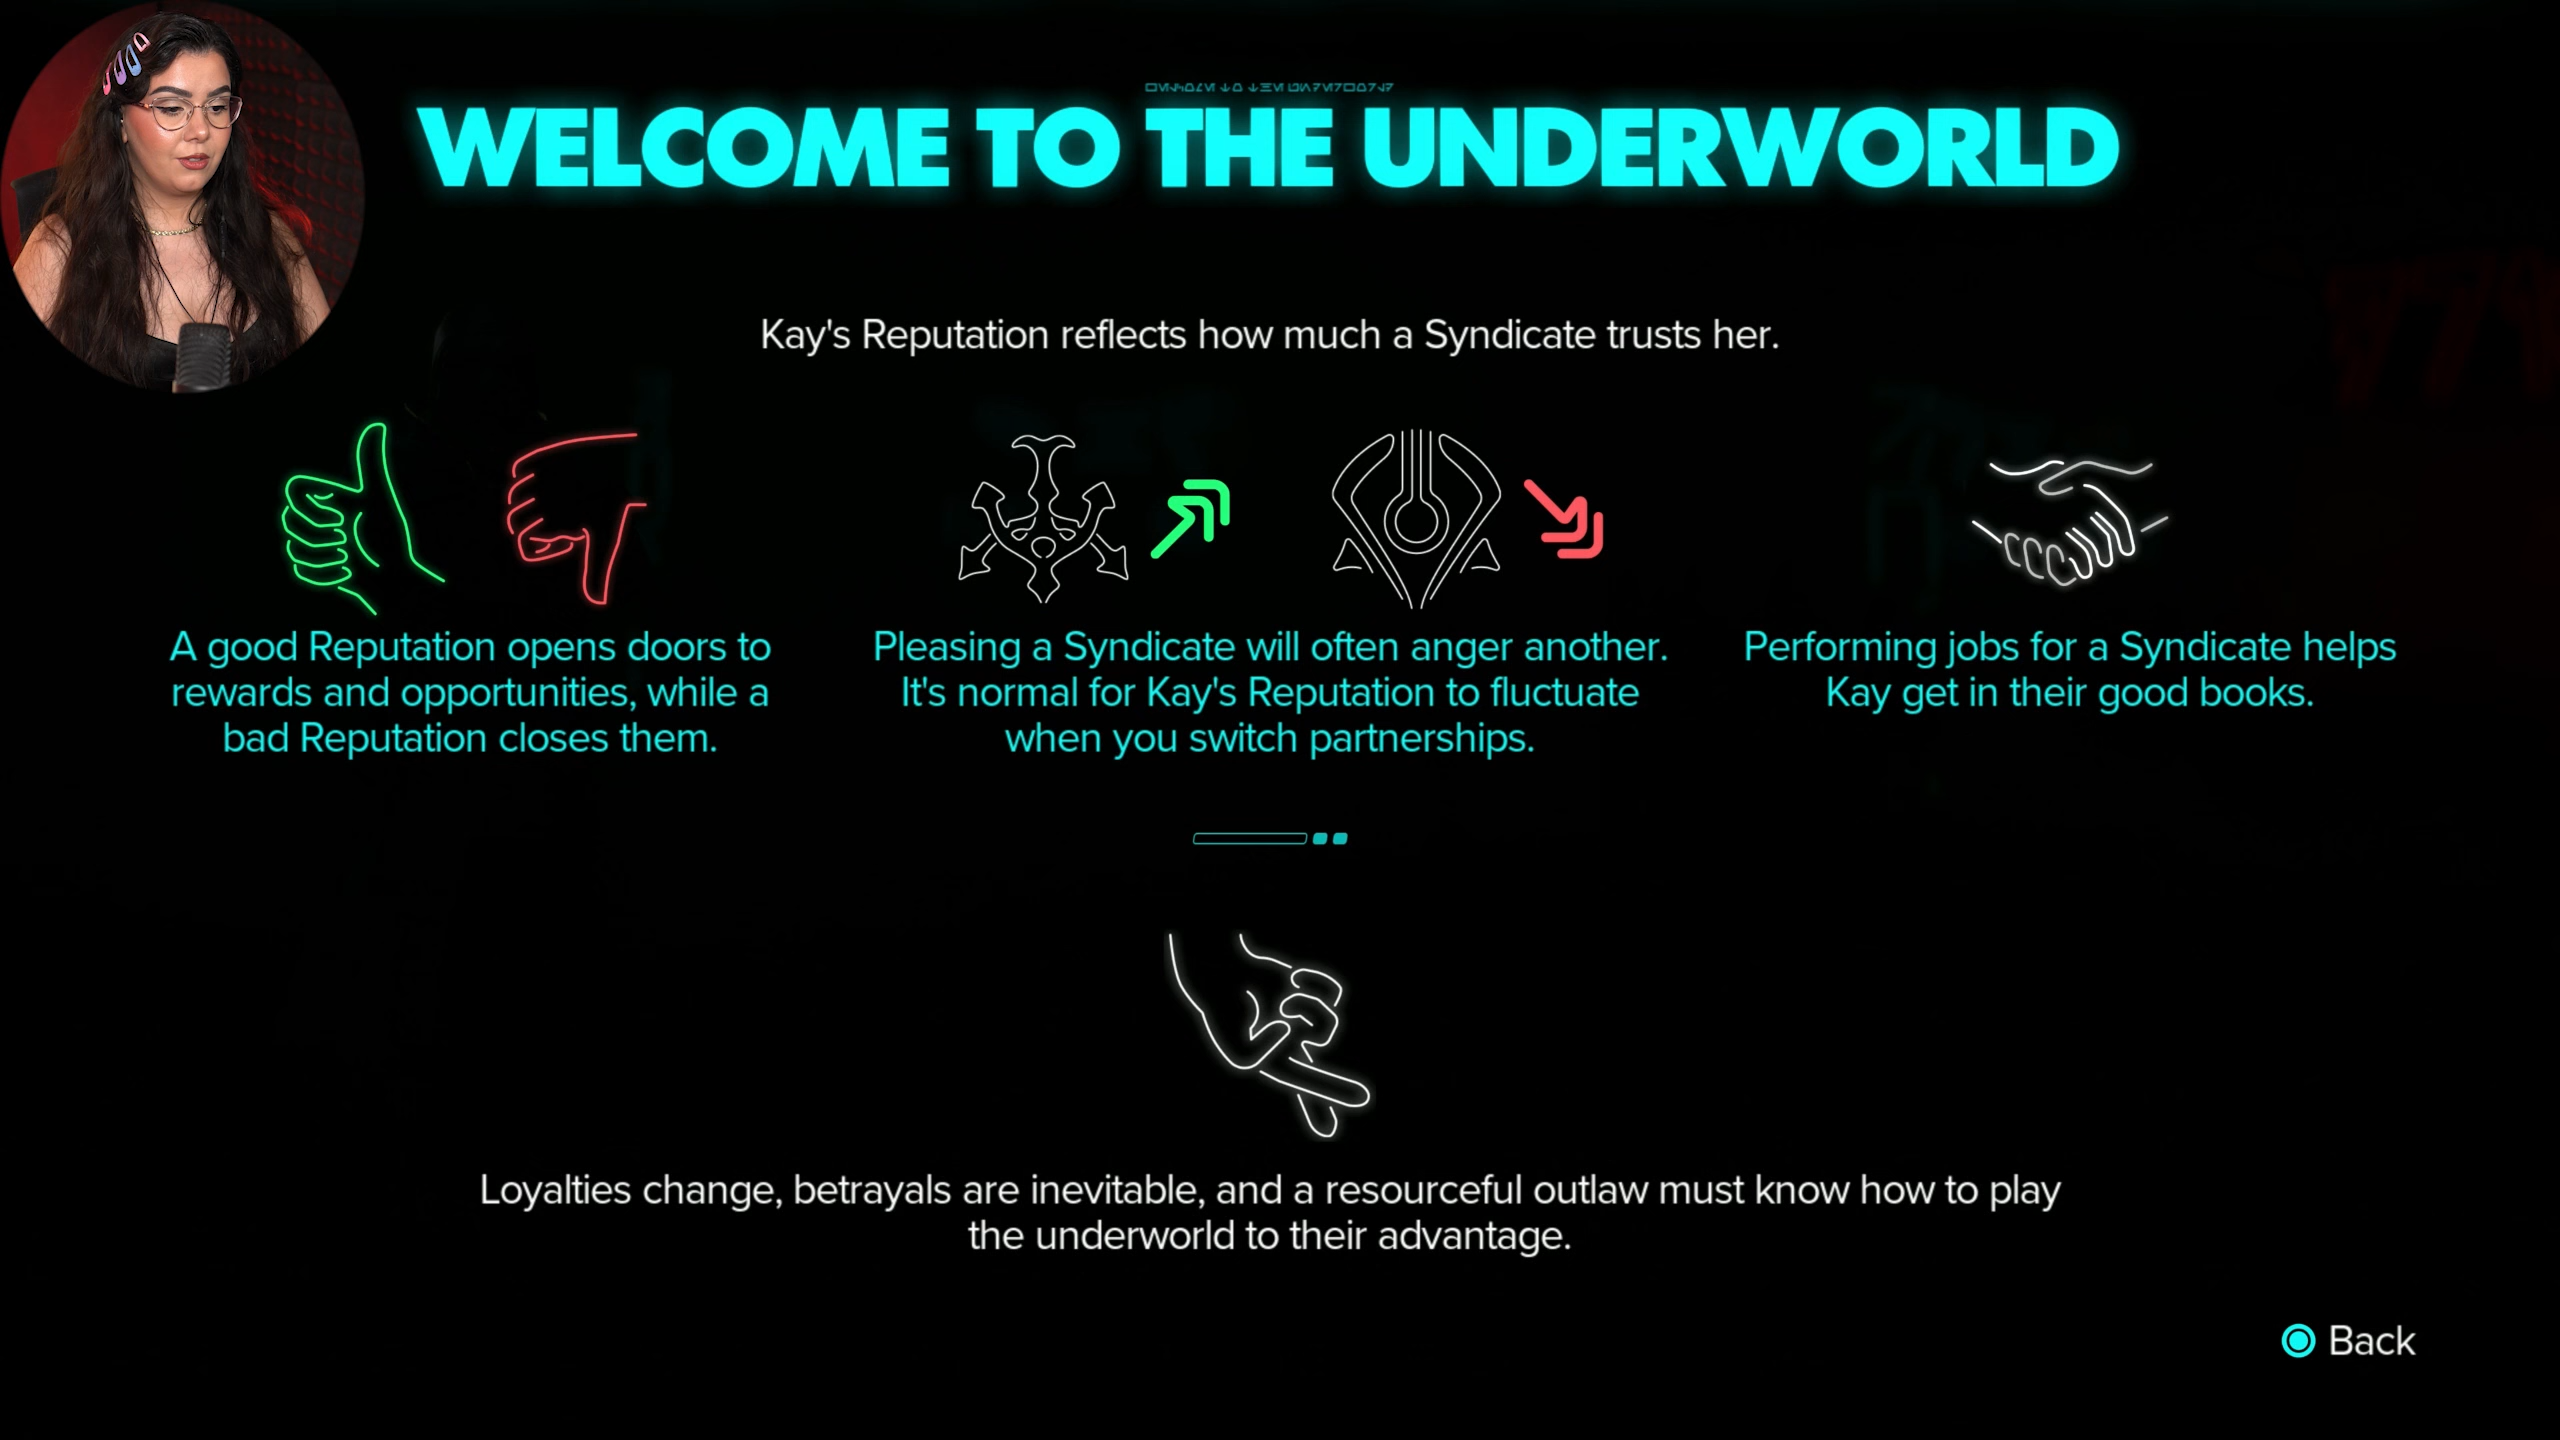 WELCOME TO THE UNDERWORLD
Kay's Reputation reflects how much a Syndicate trusts her.
A good Reputation opens doors to
rewards and opportunities, while a
bad Reputation closes them.
Pleasing a Syndicate will often anger another.
It's normal for Kay's Reputation to fluctuate
when you switch partnerships.
Performing jobs for a Syndicate helps
Kay get in their good books.
Loyalties change, betrayals are inevitable, and a resourceful outlaw must know how to play
the underworld to their advantage.
Back